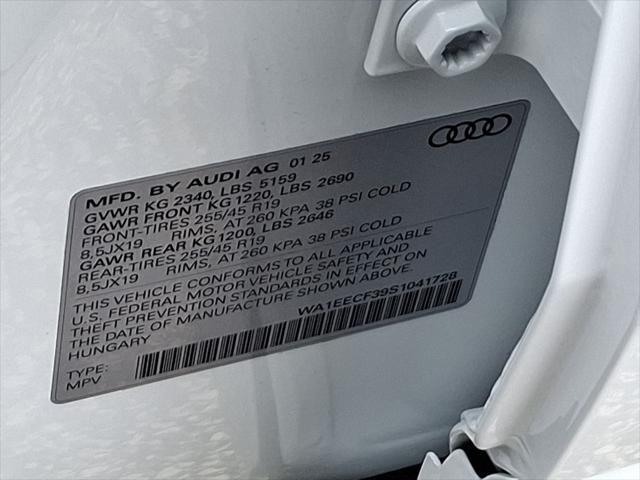 MFD. BY AUDI AG 01 25
GVWR KG 2340, LBS 5159
GAWR FRONT KG 1220, LBS 2690
FRONT-TIRES 255/45 R19
8,5JX19 RIMS, AT 260 KPA 38 PSI COLD
GAWR REAR KG 1200, LBS 2646
REAR-TIRES 255/45 R19
8,5JX19 RIMS, AT 260 KPA 38 PSI COLD
THIS VEHICLE CONFORMS TO ALL APPLICABLE
U.S. FEDERAL MOTOR VEHICLE SAFETY AND
THEFT PREVENTION STANDARDS IN EFFECT ON
THE DATE OF MANUFACTURE SHOWN ABOVE.
HUNGARY
WA1EECF39S1041728
TYPE:
MPV